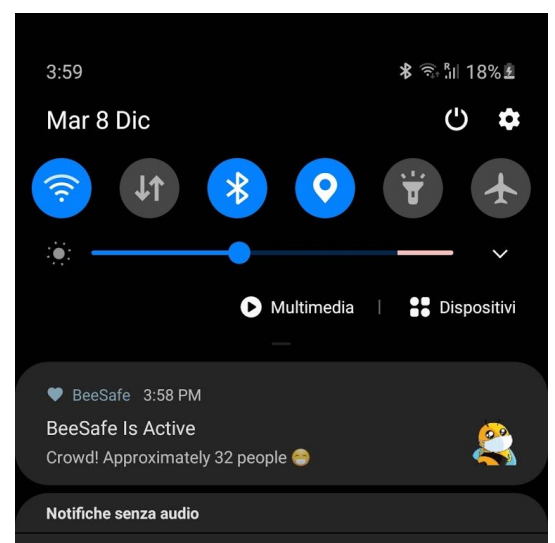 3:59 R 18%
Mar 8 Dic
Multimedia | Dispositivi
BeeSafe 3:58 PM
BeeSafe Is Active
Crowd! Approximately 32 people 😁
Notifiche senza audio